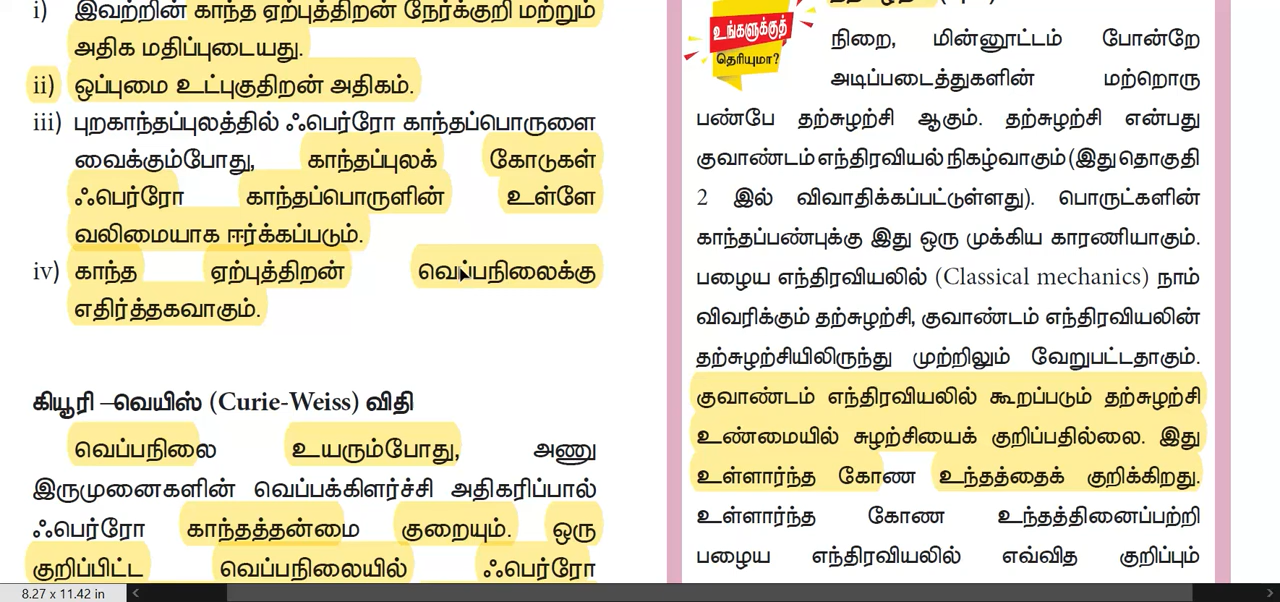 i) இவற்றின் காந்த ஏற்புத்திறன் நேர்க்குறி மற்றும்
அதிக மதிப்புடையது.
ii) ஒப்புமை உட்புகுதிறன் அதிகம்.
iii) புறகாந்தப்புலத்தில் ஃபெர்ரோ காந்தப்பொருளை
வைக்கும்போது, காந்தப்புலக் கோடுகள்
ஃபெர்ரோ காந்தப்பொருளின் உள்ளே
வலிமையாக ஈர்க்கப்படும்.
iv) காந்த ஏற்புத்திறன் வெப்பநிலைக்கு
எதிர்த்தகவாகும்.
கியூரி –வெயிஸ் (Curie-Weiss) விதி
வெப்பநிலை உயரும்போது, அணு
இருமுனைகளின் வெப்பக்கிளர்ச்சி அதிகரிப்பால்
ஃபெர்ரோ காந்தத்தன்மை குறையும். ஒரு
குறிப்பிட்ட வெப்பநிலையில் ஃபெர்ரோ
உங்களுக்குத்
தெரியுமா?
நிறை, மின்னூட்டம் போன்றே
அடிப்படைத்துகளின் மற்றொரு
பண்பே தற்சுழற்சி ஆகும். தற்சுழற்சி என்பது
குவாண்டம் எந்திரவியல் நிகழ்வாகும் (இது தொகுதி
2 இல் விவாதிக்கப்பட்டுள்ளது). பொருட்களின்
காந்தப்பண்புக்கு இது ஒரு முக்கிய காரணியாகும்.
பழைய எந்திரவியலில் (Classical mechanics) நாம்
விவரிக்கும் தற்சுழற்சி, குவாண்டம் எந்திரவியலின்
தற்சுழற்சியிலிருந்து முற்றிலும் வேறுபட்டதாகும்.
குவாண்டம் எந்திரவியலில் கூறப்படும் தற்சுழற்சி
உண்மையில் சுழற்சியைக் குறிப்பதில்லை. இது
உள்ளார்ந்த கோண உந்தத்தைக் குறிக்கிறது.
உள்ளார்ந்த கோண உந்தத்தினைப்பற்றி
பழைய எந்திரவியலில் எவ்வித குறிப்பும்
8.27 x 11.42 in